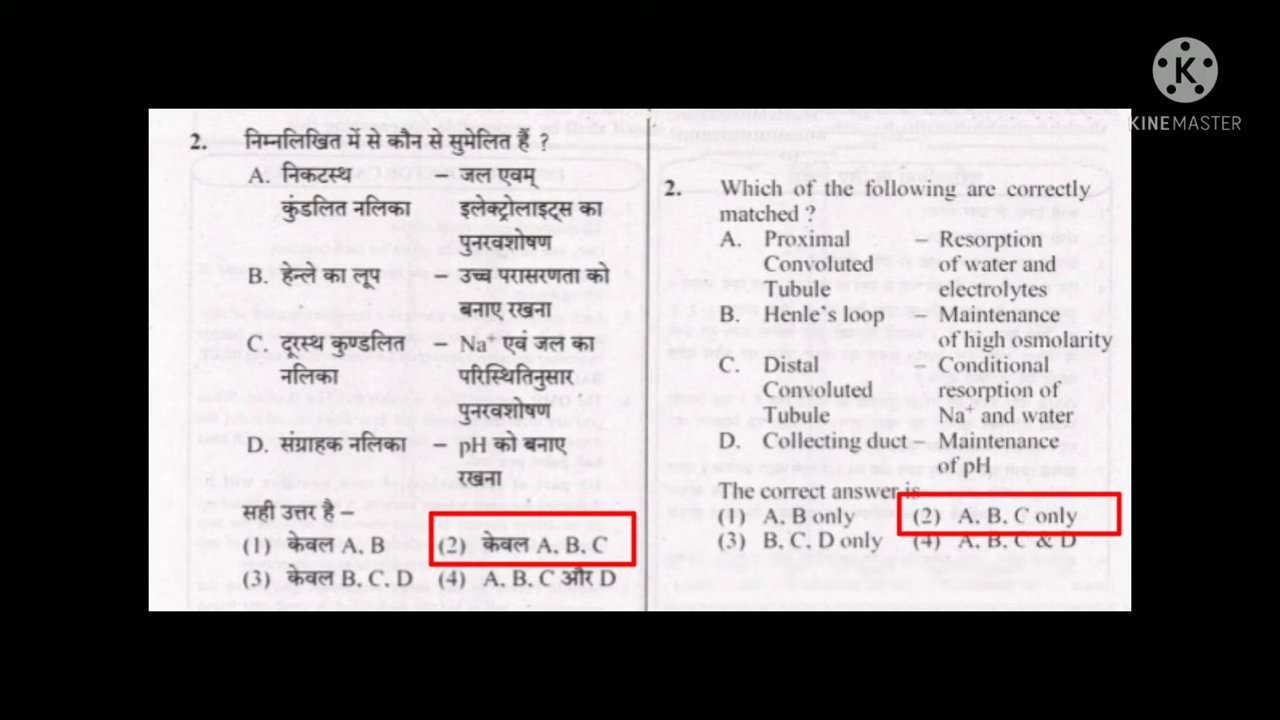 K
KINEMASTER
2. निम्नलिखित में से कौन से सुमेलित हैं ?
A. निकटस्थ – जल एवम्
कुंडलित नलिका इलेक्ट्रोलाइट्स का
पुनरवशोषण
B. हेन्ले का लूप – उच्च परासरणता को
बनाए रखना
C. दूरस्थ कुण्डलित – Na⁺ एवं जल का
नलिका परिस्थितिनुसार
पुनरवशोषण
D. संग्राहक नलिका – pH को बनाए
रखना
सही उत्तर है –
(1) केवल A, B (2) केवल A, B, C
(3) केवल B, C, D (4) A, B, C और D
2. Which of the following are correctly
matched ?
A. Proximal – Resorption
Convoluted of water and
Tubule electrolytes
B. Henle's loop – Maintenance
of high osmolarity
C. Distal – Conditional
Convoluted resorption of
Tubule Na⁺ and water
D. Collecting duct – Maintenance
of pH
The correct answer is
(1) A, B only (2) A, B, C only
(3) B, C, D only (4) A, B, C & D